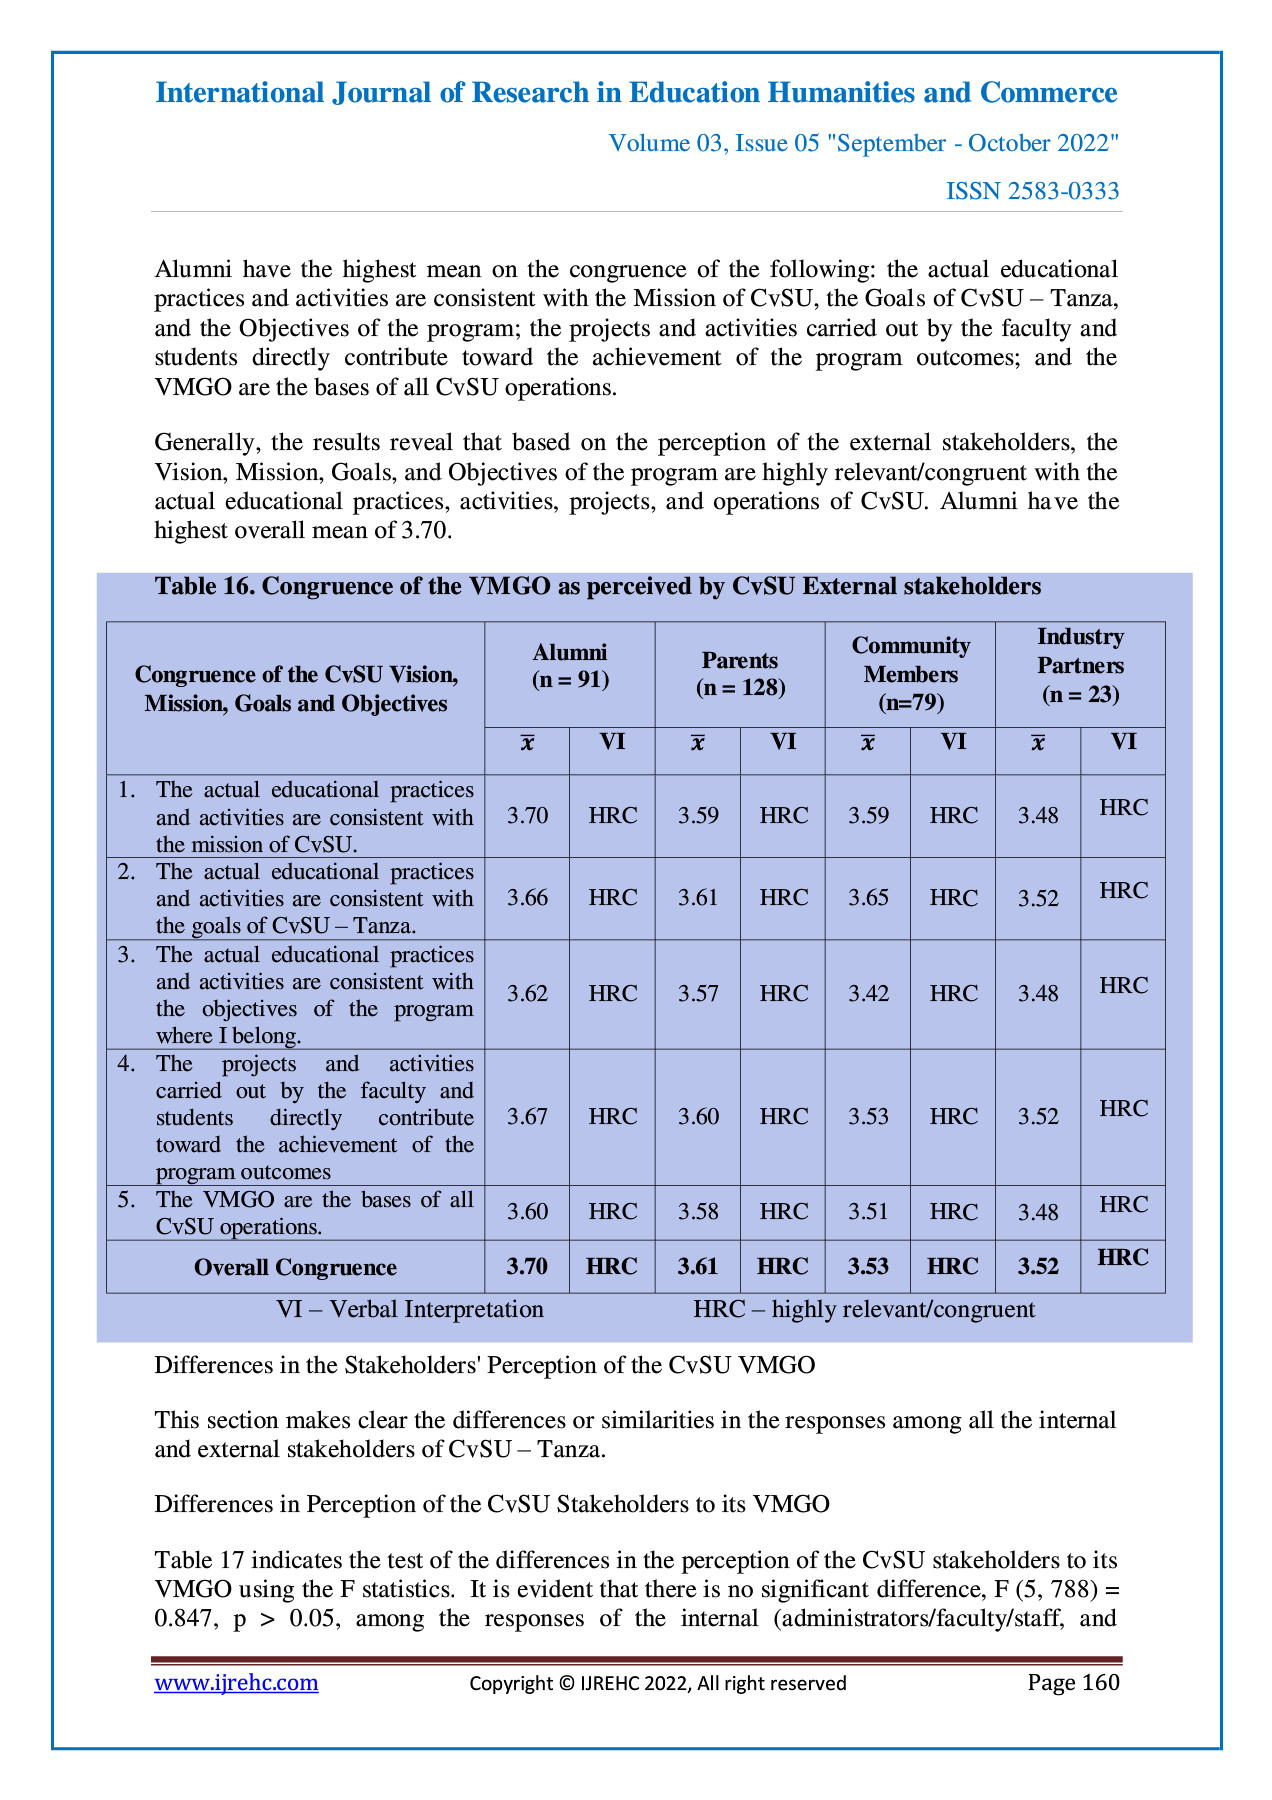 International Journal of Research in Education Humanities and Commerce
Volume 03, Issue 05 "September - October 2022"
ISSN 2583-0333
Alumni have the highest mean on the congruence of the following: the actual educational
practices and activities are consistent with the Mission of CvSU, the Goals of CvSU – Tanza,
and the Objectives of the program; the projects and activities carried out by the faculty and
students directly contribute toward the achievement of the program outcomes; and the
VMGO are the bases of all CvSU operations.
Generally, the results reveal that based on the perception of the external stakeholders, the
Vision, Mission, Goals, and Objectives of the program are highly relevant/congruent with the
actual educational practices, activities, projects, and operations of CvSU. Alumni have the
highest overall mean of 3.70.
Table 16. Congruence of the VMGO as perceived by CvSU External stakeholders
Congruence of the CvSU Vision,
Mission, Goals and Objectives
Alumni
(n = 91)
Parents
(n = 128)
Community
Members
(n=79)
Industry
Partners
(n = 23)
x̅ VI x̅ VI x̅ VI x̅ VI
1. The actual educational practices
and activities are consistent with
the mission of CvSU.
3.70 HRC 3.59 HRC 3.59 HRC 3.48 HRC
2. The actual educational practices
and activities are consistent with
the goals of CvSU – Tanza.
3.66 HRC 3.61 HRC 3.65 HRC 3.52 HRC
3. The actual educational practices
and activities are consistent with
the objectives of the program
where I belong.
3.62 HRC 3.57 HRC 3.42 HRC 3.48 HRC
4. The projects and activities
carried out by the faculty and
students directly contribute
toward the achievement of the
program outcomes
3.67 HRC 3.60 HRC 3.53 HRC 3.52 HRC
5. The VMGO are the bases of all
CvSU operations.
3.60 HRC 3.58 HRC 3.51 HRC 3.48 HRC
Overall Congruence 3.70 HRC 3.61 HRC 3.53 HRC 3.52 HRC
VI – Verbal Interpretation HRC – highly relevant/congruent
Differences in the Stakeholders' Perception of the CvSU VMGO
This section makes clear the differences or similarities in the responses among all the internal
and external stakeholders of CvSU – Tanza.
Differences in Perception of the CvSU Stakeholders to its VMGO
Table 17 indicates the test of the differences in the perception of the CvSU stakeholders to its
VMGO using the F statistics. It is evident that there is no significant difference, F (5, 788) =
0.847, p > 0.05, among the responses of the internal (administrators/faculty/staff, and
www.ijrehc.com Copyright © IJREHC 2022, All right reserved Page 160